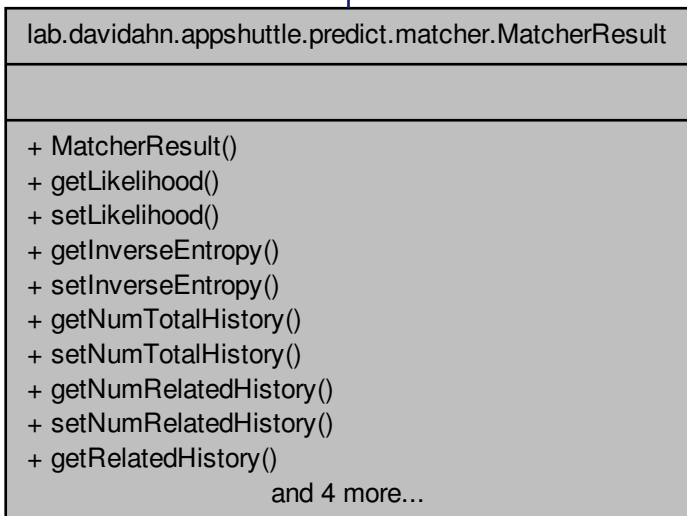 lab.davidahn.appshuttle.predict.matcher.MatcherResult
+ MatcherResult()
+ getLikelihood()
+ setLikelihood()
+ getInverseEntropy()
+ setInverseEntropy()
+ getNumTotalHistory()
+ setNumTotalHistory()
+ getNumRelatedHistory()
+ setNumRelatedHistory()
+ getRelatedHistory()
and 4 more...